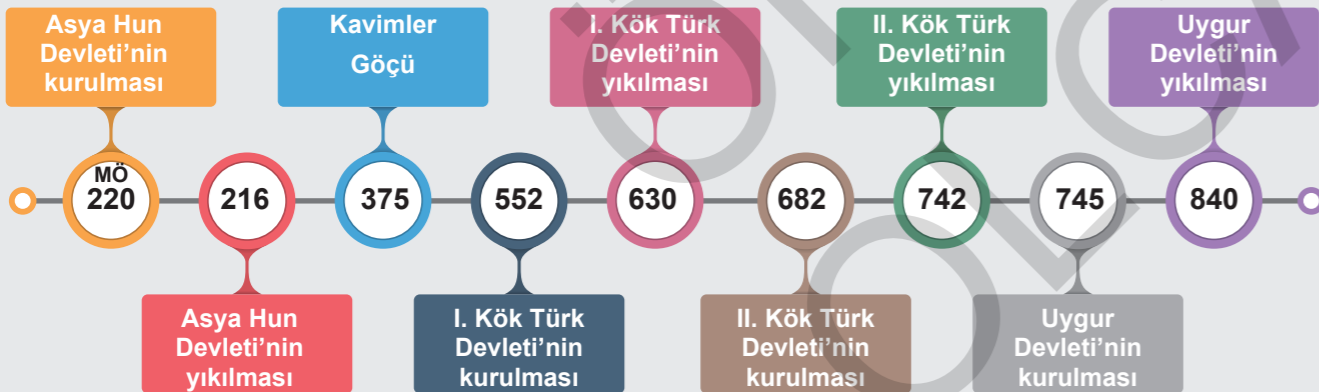 Asya Hun
Devleti’nin
kurulması
Kavimler
Göçü
I. Kök Türk
Devleti’nin
yıkılması
II. Kök Türk
Devleti’nin
yıkılması
Uygur
Devleti’nin
yıkılması
MÖ
220
216
375
552
630
682
742
745
840
Asya Hun
Devleti’nin
yıkılması
I. Kök Türk
Devleti’nin
kurulması
II. Kök Türk
Devleti’nin
kurulması
Uygur
Devleti’nin
kurulması